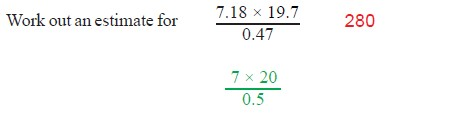 Work out an estimate for 7.18 × 19.7 / 0.47 280
7 × 20 / 0.5